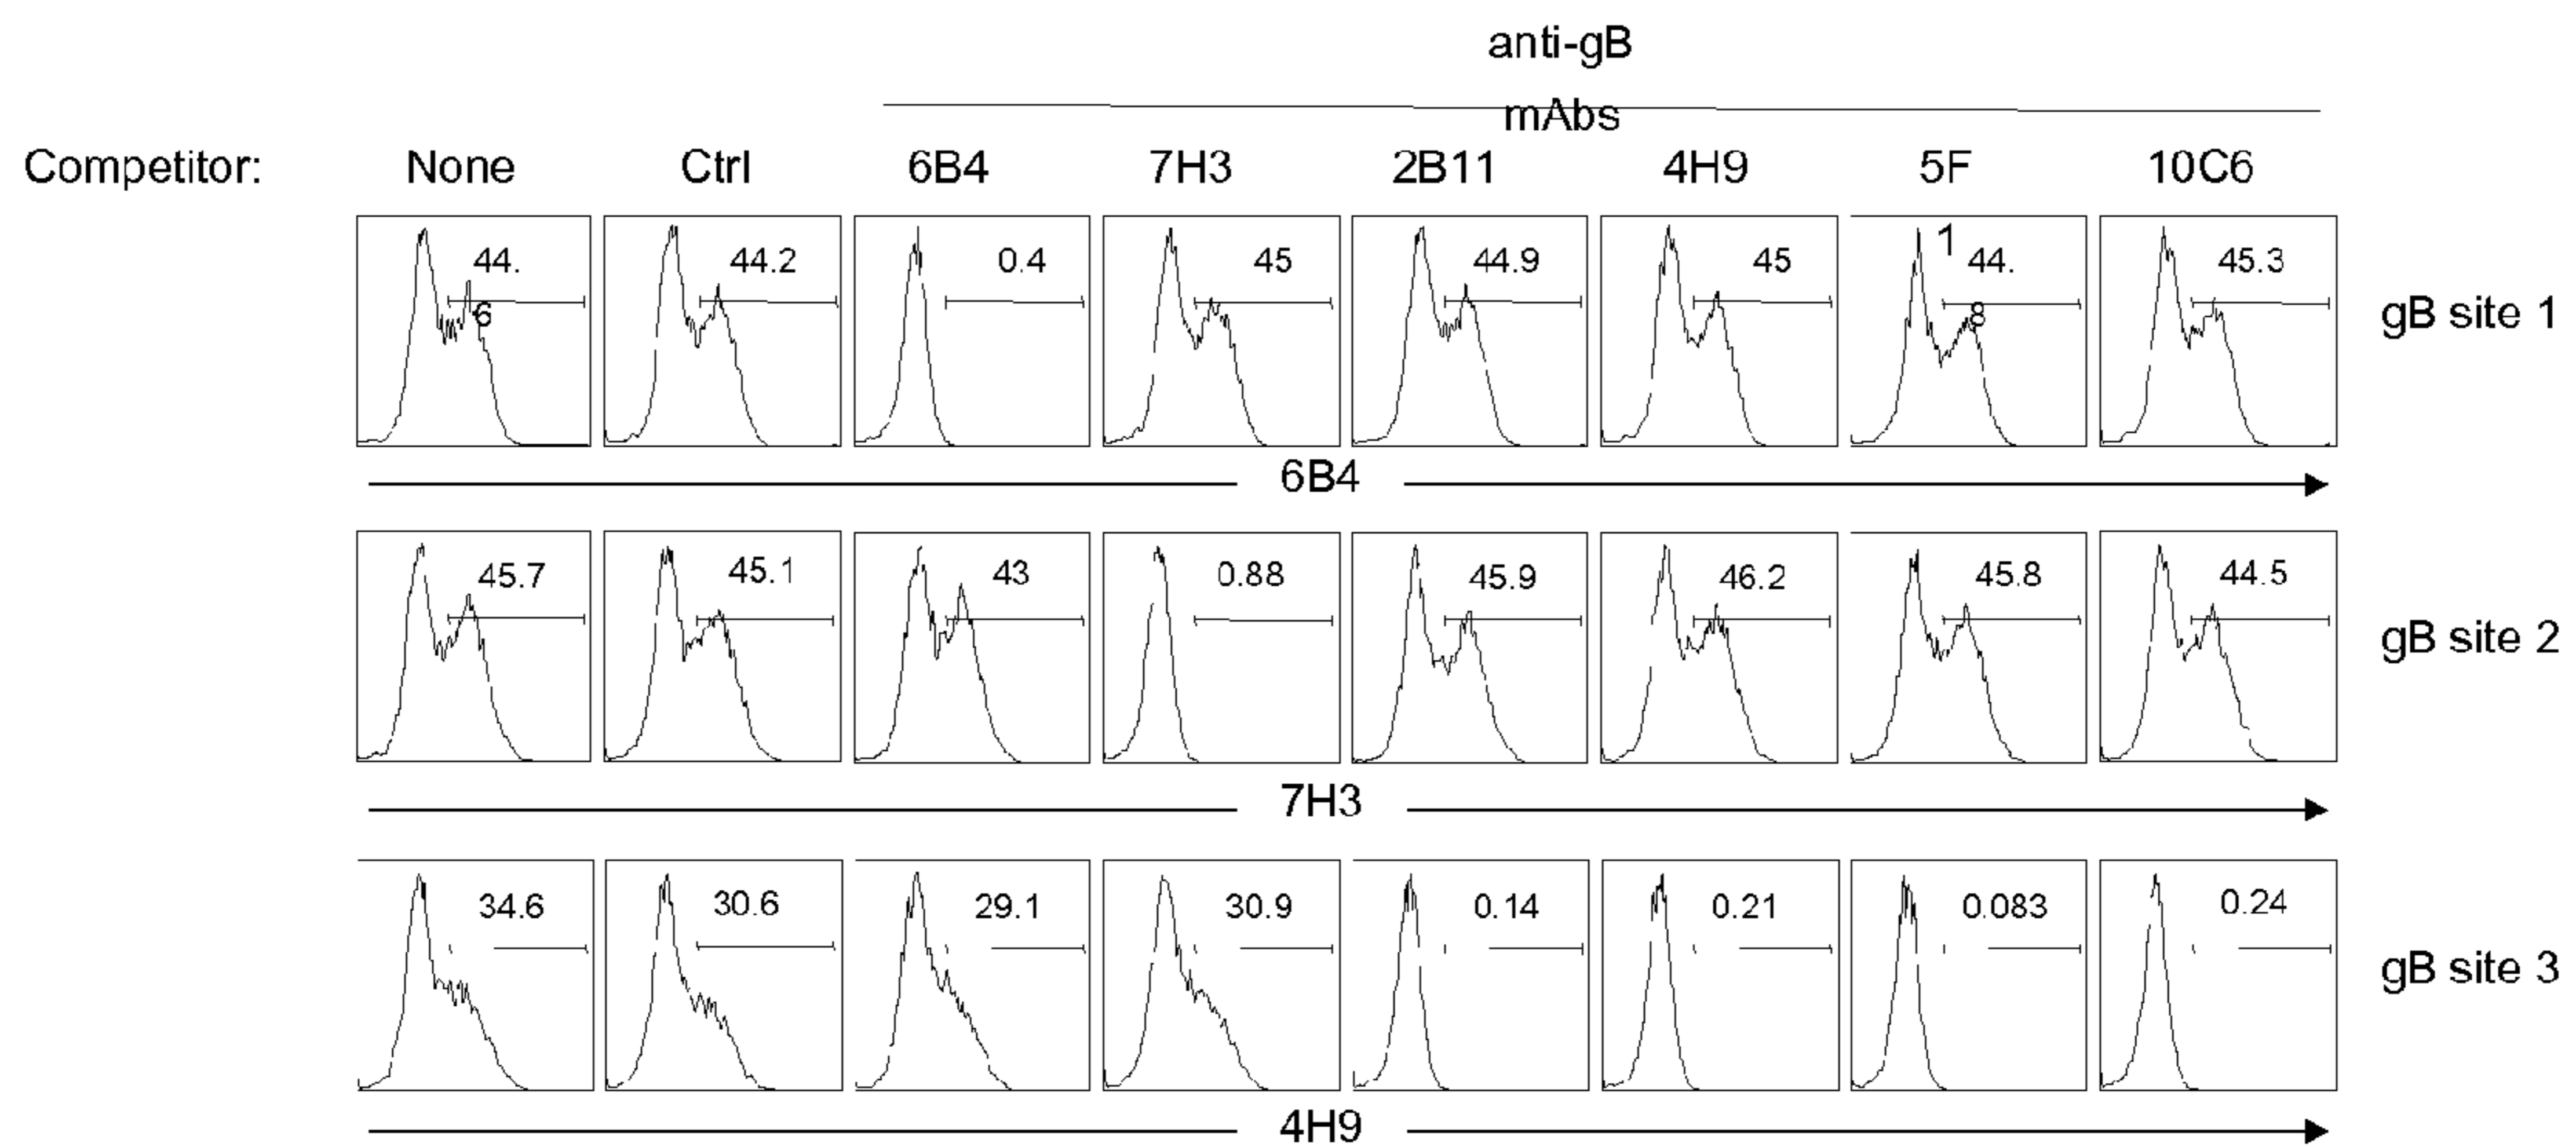 anti-gB
mAbs
Competitor: None Ctrl 6B4 7H3 2B11 4H9 5F 10C6
1
44. 44.2 0.4 45 44.9 45 44. 45.3
6 8
gB site 1
6B4
45.7 45.1 43 0.88 45.9 46.2 45.8 44.5
gB site 2
7H3
34.6 30.6 29.1 30.9 0.14 0.21 0.083 0.24
gB site 3
4H9